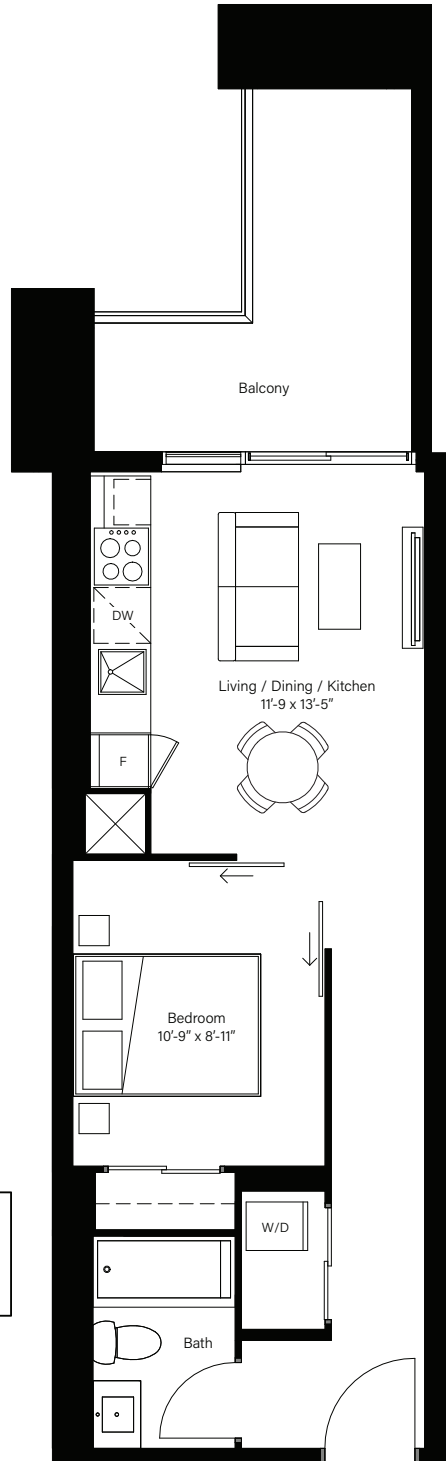 Balcony
DW
Living / Dining / Kitchen
11'-9 x 13'-5"
F
Bedroom
10'-9" x 8'-11"
W/D
Bath